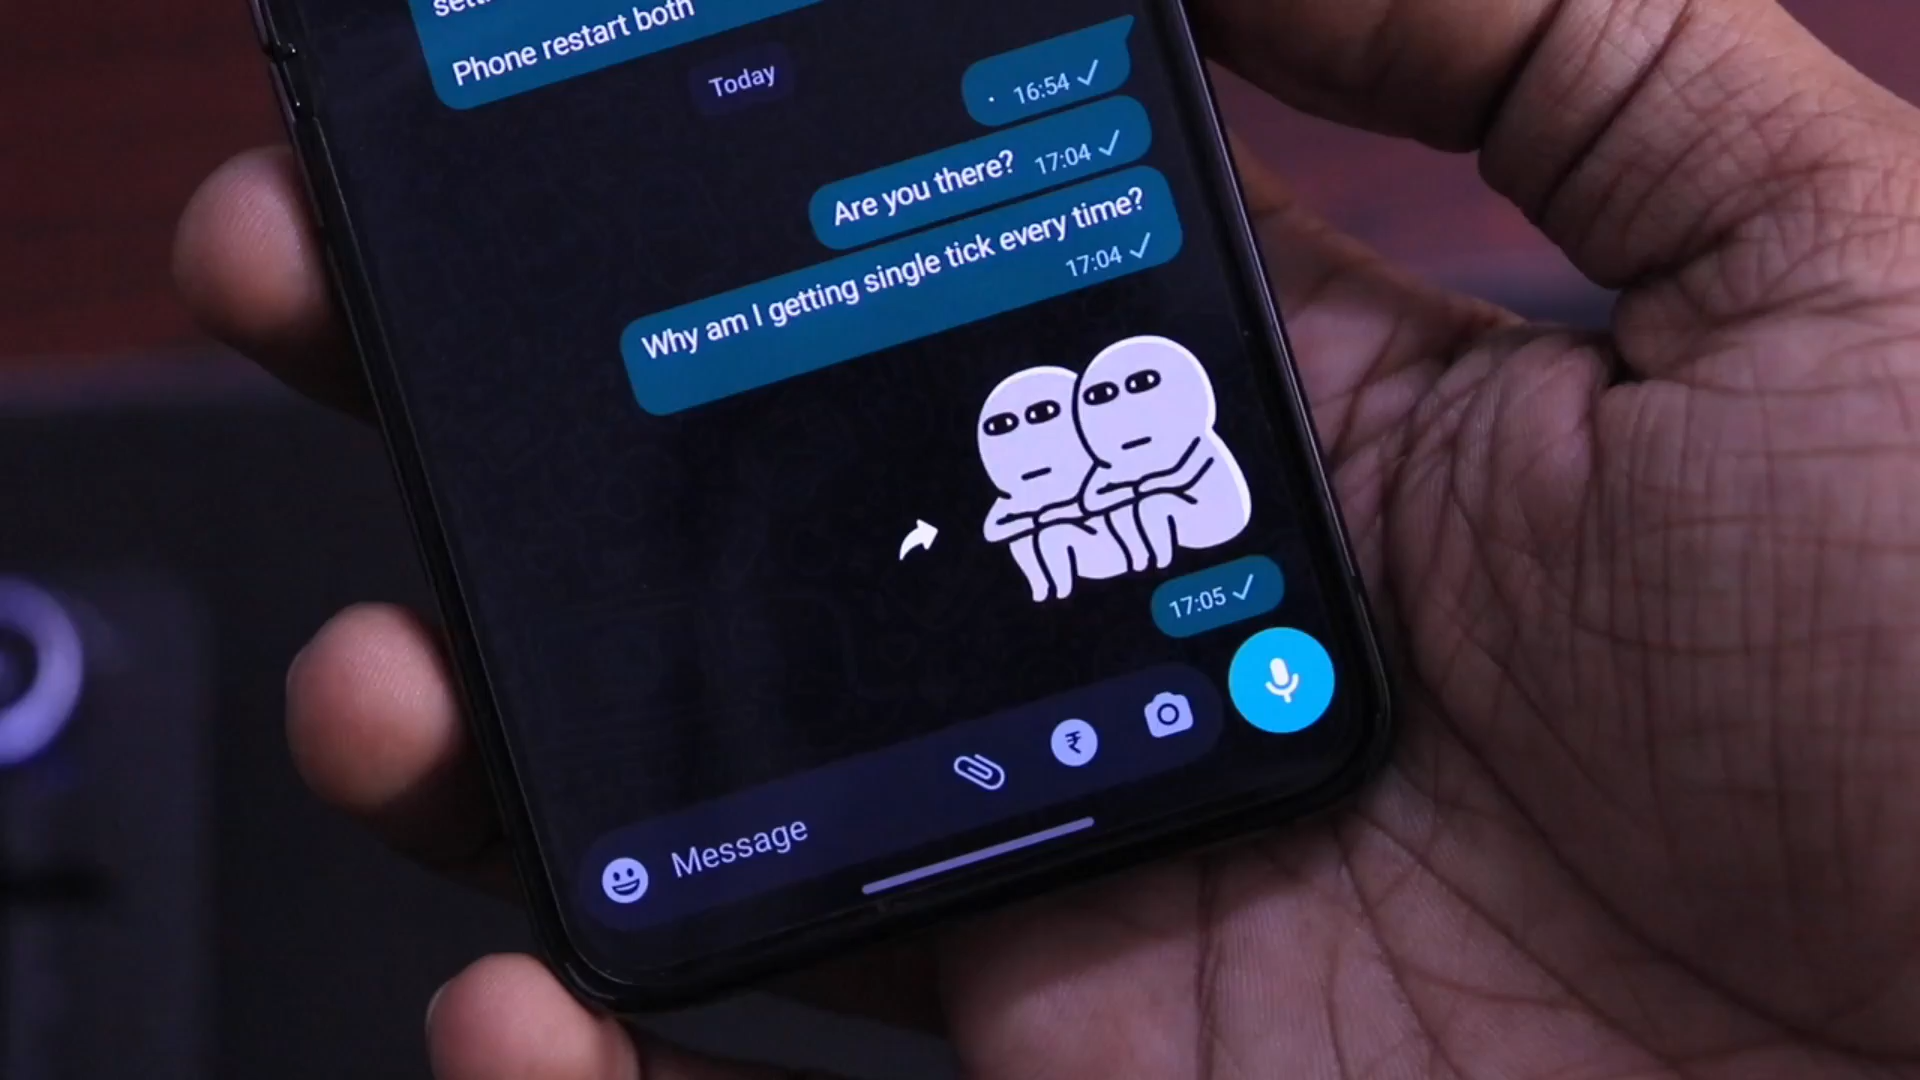 Phone restart both
Today
. 16:54
Are you there? 17:04
Why am I getting single tick every time?
17:04
17:05
₹
Message